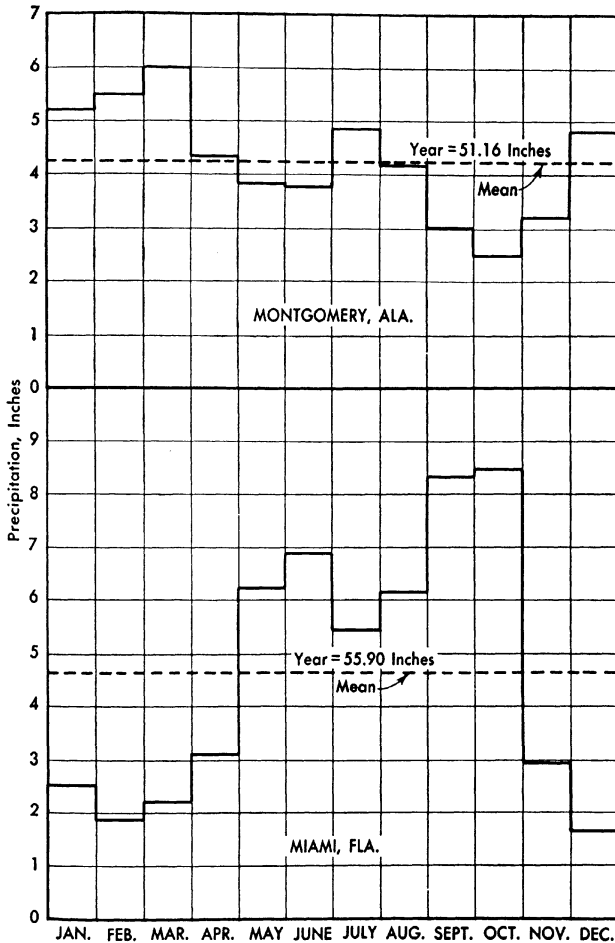 7
6
5
Year = 51.16 Inches
4
Mean
3
2
MONTGOMERY, ALA.
1
0
Precipitation, Inches
9
8
7
6
5
Year = 55.90 Inches
Mean
4
3
2
MIAMI, FLA.
1
0
JAN. FEB. MAR. APR. MAY JUNE JULY AUG. SEPT. OCT. NOV. DEC.